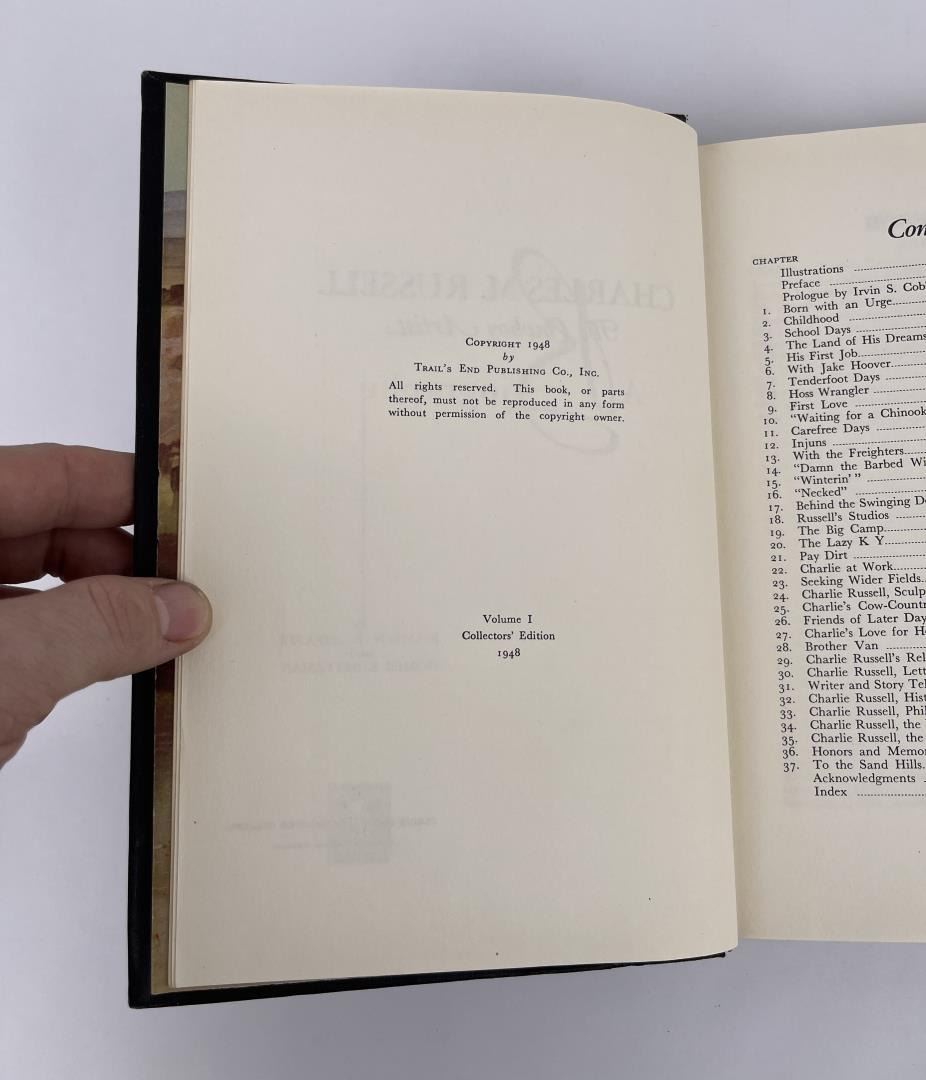 COPYRIGHT 1948
by
TRAIL'S END PUBLISHING CO., INC.
All rights reserved. This book, or parts
thereof, must not be reproduced in any form
without permission of the copyright owner.
Volume I
Collectors' Edition
1948
Con
CHAPTER
Illustrations
Preface
Prologue by Irvin S. Cob
1. Born with an Urge
2. Childhood
3. School Days
4. The Land of His Dreams
5. His First Job
6. With Jake Hoover
7. Tenderfoot Days
8. Hoss Wrangler
9. First Love
10. "Waiting for a Chinook
11. Carefree Days
12. Injuns
13. With the Freighters
14. "Damn the Barbed Wi
15. "Winterin' "
16. "Necked"
17. Behind the Swinging Do
18. Russell's Studios
19. The Big Camp
20. The Lazy K Y
21. Pay Dirt
22. Charlie at Work
23. Seeking Wider Fields
24. Charlie Russell, Sculp
25. Charlie's Cow-Countr
26. Friends of Later Day
27. Charlie's Love for Ho
28. Brother Van
29. Charlie Russell's Rel
30. Charlie Russell, Lett
31. Writer and Story Tel
32. Charlie Russell, Hist
33. Charlie Russell, Phil
34. Charlie Russell, the
35. Charlie Russell, the
36. Honors and Memor
37. To the Sand Hills
Acknowledgments
Index